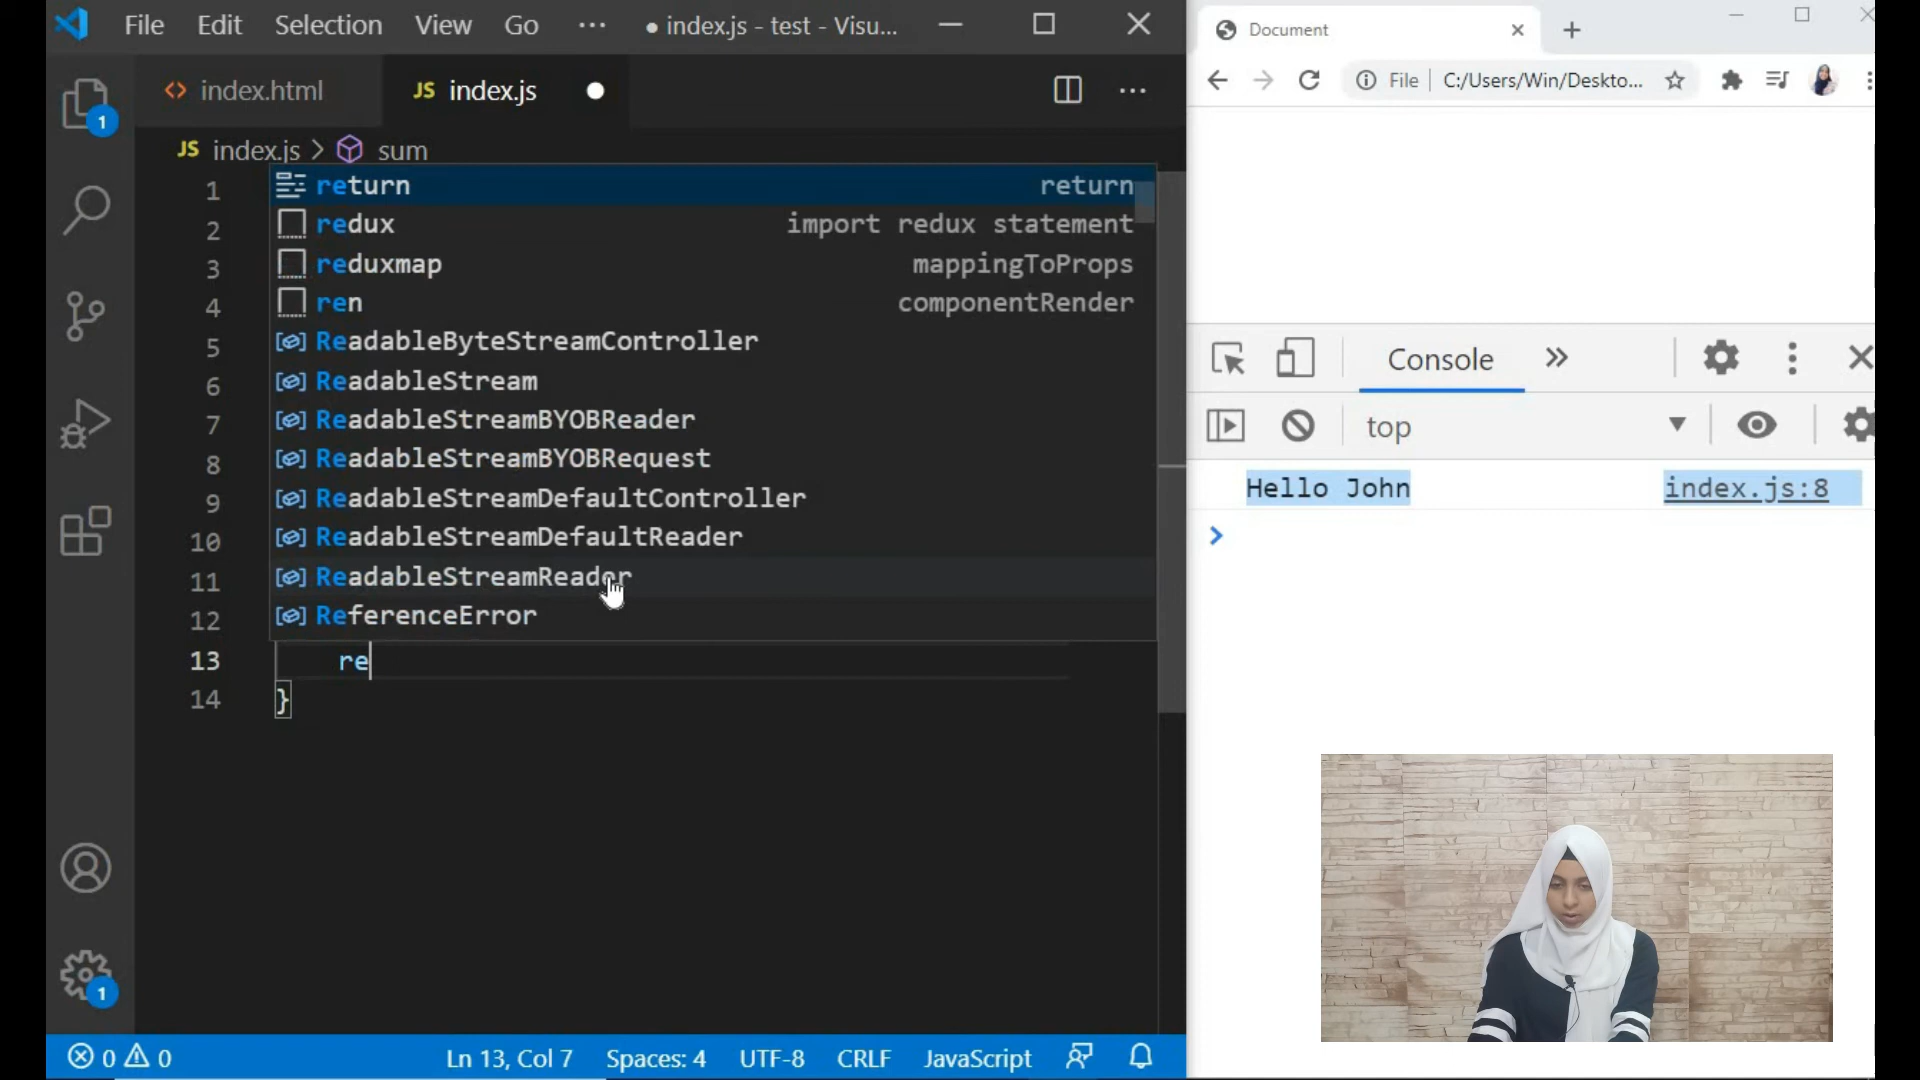 File Edit Selection View Go ··· ● index.js - test - Visu...
index.html
JS index.js
JS index.js > sum
1
2
3
4
5
6
7
8
9
10
11
12
13
14
return return
redux import redux statement
reduxmap mappingToProps
ren componentRender
ReadableByteStreamController
ReadableStream
ReadableStreamBYOBReader
ReadableStreamBYOBRequest
ReadableStreamDefaultController
ReadableStreamDefaultReader
ReadableStreamReader
ReferenceError
re
}
1
1
0 0
Ln 13, Col 7 Spaces: 4 UTF-8 CRLF JavaScript
Document
File C:/Users/Win/Deskto...
Console
top
Hello John index.js:8